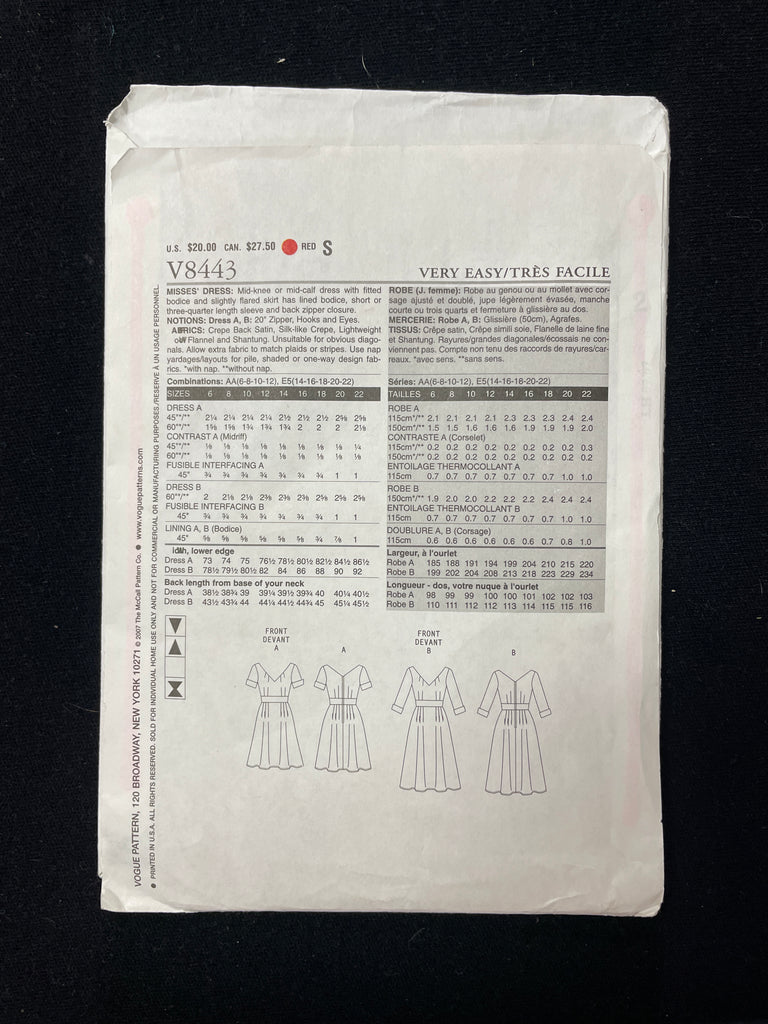 U.S. $20.00 CAN. $27.50 RED S
V8443 VERY EASY/TRÈS FACILE
MISSES' DRESS: Mid-knee or mid-calf dress with fitted
bodice and slightly flared skirt has lined bodice, short or
three-quarter length sleeve and back zipper closure.
NOTIONS: Dress A, B: 20" Zipper, Hooks and Eyes.
FABRICS: Crepe Back Satin, Silk-like Crepe, Lightweight
Flannel and Shantung. Unsuitable for obvious diago-
nals. Allow extra fabric to match plaids or stripes. Use nap
yardages/layouts for pile, shaded or one-way design fab-
rics. *with nap. **without nap.
Combinations: AA(6-8-10-12), E5(14-16-18-20-22)
SIZES 6 8 10 12 14 16 18 20 22
DRESS A
45"*/** 2¼ 2¼ 2¼ 2¼ 2½ 2½ 2½ 2⅝ 2⅝
60"*/** 1⅝ 1⅝ 1¾ 1¾ 1¾ 2 2 2 2⅛
CONTRAST A (Midriff)
45"*/** ⅛ ⅛ ⅛ ⅛ ⅛ ⅛ ⅛ ⅛ ¼
60"*/** ⅛ ⅛ ⅛ ⅛ ⅛ ⅛ ⅛ ⅛ ⅛
FUSIBLE INTERFACING A
45" ¾ ¾ ¾ ¾ ¾ ¾ ¾ 1 1
DRESS B
60"*/** 2 2⅛ 2⅛ 2⅜ 2⅜ 2⅜ 2⅝ 2⅝ 2⅝
FUSIBLE INTERFACING B
45" ¾ ¾ ¾ ¾ ¾ ¾ ¾ 1 1
LINING A, B (Bodice)
45" ⅝ ⅝ ⅝ ⅝ ⅝ ⅝ ¾ ⅞ 1
Width, lower edge
Dress A 73 74 75 76½ 78½ 80½ 82½ 84½ 86½
Dress B 78½ 79½ 80½ 82 84 86 88 90 92
Back length from base of your neck
Dress A 38½ 38¾ 39 39¼ 39½ 39¾ 40 40¼ 40½
Dress B 43½ 43¾ 44 44¼ 44½ 44¾ 45 45¼ 45½
ROBE (J. femme): Robe au genou ou au mollet avec cor-
sage ajusté et doublé, jupe légèrement évasée, manche
courte ou trois quarts et fermeture à glissière au dos.
MERCERIE: Robe A, B: Glissière (50cm), Agrafes.
TISSUS: Crêpe satin, Crêpe simili soie, Flanelle de laine fine
et Shantung. Rayures/grandes diagonales/écossais ne con-
viennent pas. Compte non tenu des raccords de rayures/car-
reaux. *avec sens. **sans sens.
Séries: AA(6-8-10-12), E5(14-16-18-20-22)
TAILLES 6 8 10 12 14 16 18 20 22
ROBE A
115cm*/** 2.1 2.1 2.1 2.1 2.3 2.3 2.3 2.4 2.4
150cm*/** 1.5 1.5 1.6 1.6 1.6 1.9 1.9 1.9 2.0
CONTRASTE A (Corselet)
115cm*/** 0.2 0.2 0.2 0.2 0.2 0.2 0.2 0.2 0.3
150cm*/** 0.2 0.2 0.2 0.2 0.2 0.2 0.2 0.2 0.2
ENTOILAGE THERMOCOLLANT A
115cm 0.7 0.7 0.7 0.7 0.7 0.7 0.7 1.0 1.0
ROBE B
150cm*/** 1.9 2.0 2.0 2.2 2.2 2.2 2.4 2.4 2.4
ENTOILAGE THERMOCOLLANT B
115cm 0.7 0.7 0.7 0.7 0.7 0.7 0.7 1.0 1.0
DOUBLURE A, B (Corsage)
115cm 0.6 0.6 0.6 0.6 0.6 0.6 0.7 0.8 1.0
Largeur, à l'ourlet
Robe A 185 188 191 194 199 204 210 215 220
Robe B 199 202 204 208 213 218 223 229 234
Longueur - dos, votre nuque à l'ourlet
Robe A 98 99 99 100 100 101 102 102 103
Robe B 110 111 112 112 113 114 115 115 116
FRONT
DEVANT
A
A
FRONT
DEVANT
B
B
VOGUE PATTERN, 120 BROADWAY, NEW YORK 10271 © 2007 The McCall Pattern Co. ● www.voguepatterns.com
● PRINTED IN U.S.A. ALL RIGHTS RESERVED. SOLD FOR INDIVIDUAL HOME USE ONLY AND NOT FOR COMMERCIAL OR MANUFACTURING PURPOSES./RESERVÉ À UN USAGE PERSONNEL